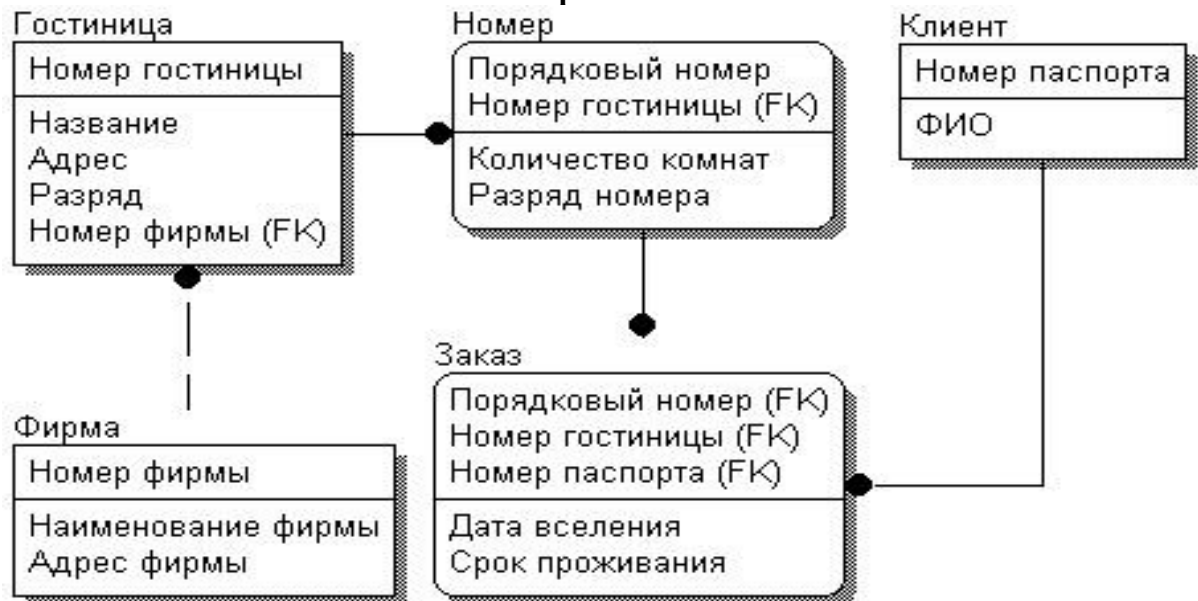 Гостиница
Номер гостиницы
Название
Адрес
Разряд
Номер фирмы (FK)
Номер
Порядковый номер
Номер гостиницы (FK)
Количество комнат
Разряд номера
Клиент
Номер паспорта
ФИО
Фирма
Номер фирмы
Наименование фирмы
Адрес фирмы
Заказ
Порядковый номер (FK)
Номер гостиницы (FK)
Номер паспорта (FK)
Дата вселения
Срок проживания